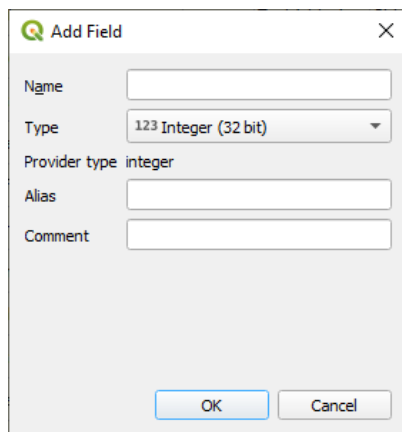 Add Field
Name
Type 123 Integer (32 bit)
Provider type integer
Alias
Comment
OK Cancel